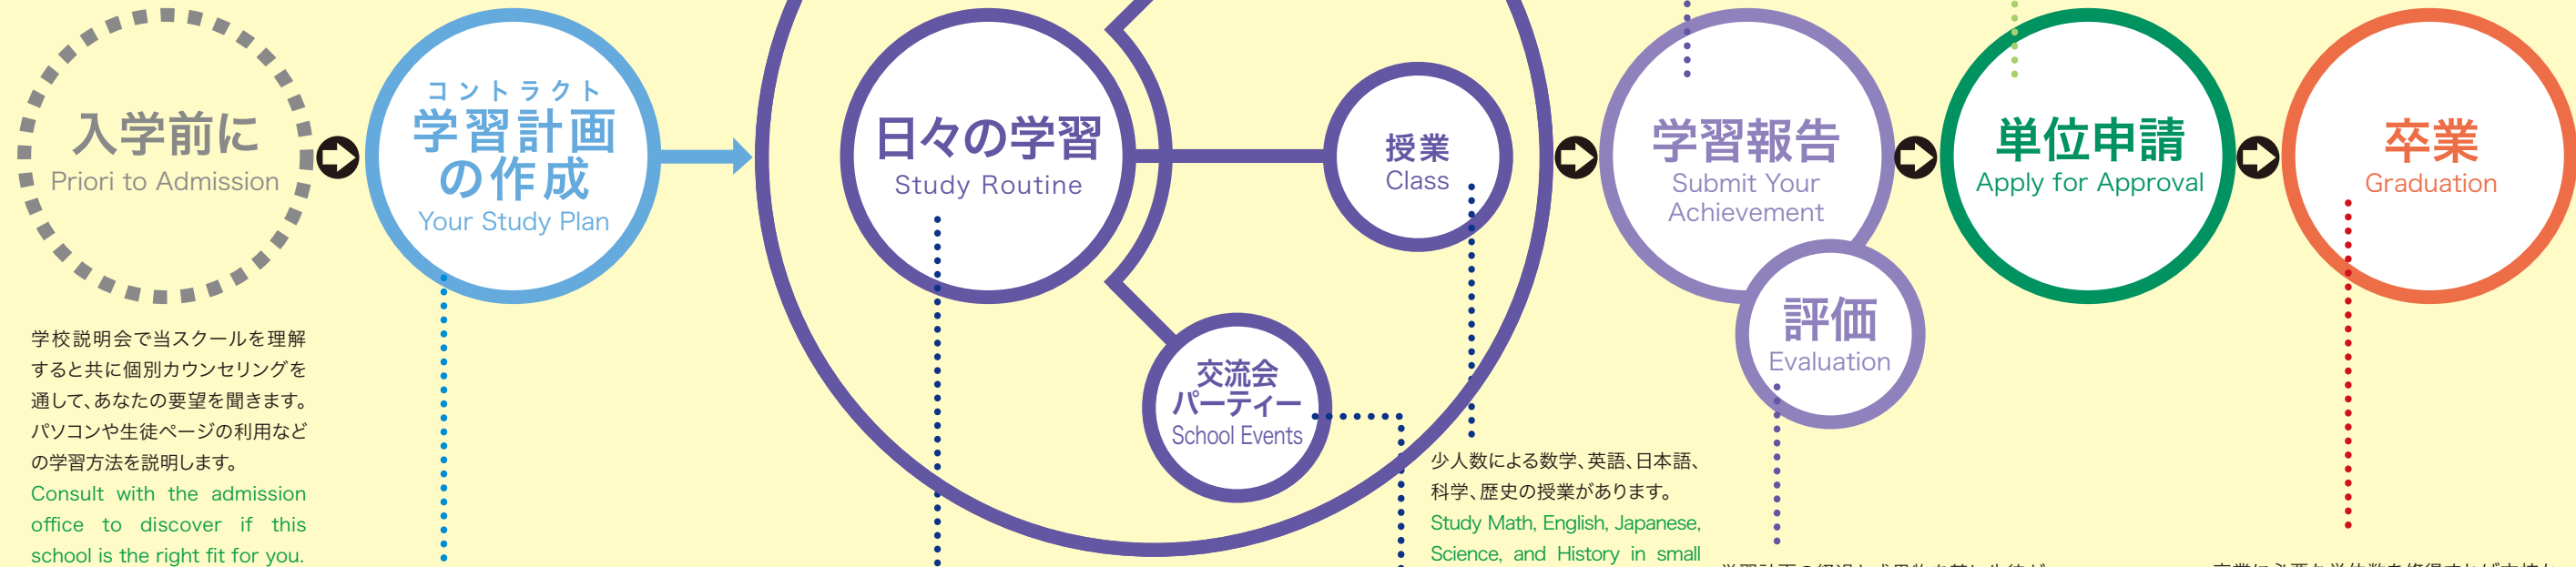 入学前に
Priori to Admission
学校説明会で当スクールを理解
すると共に個別カウンセリングを
通して、あなたの要望を聞きます。
パソコンや生徒ページの利用など
の学習方法を説明します。
Consult with the admission
office to discover if this
school is the right fit for you.
コントラクト
学習計画
の作成
Your Study Plan
日々の学習
Study Routine
授業
Class
交流会
パーティー
School Events
少人数による数学、英語、日本語、
科学、歴史の授業があります。
Study Math, English, Japanese,
Science, and History in small
学習報告
Submit Your
Achievement
評価
Evaluation
単位申請
Apply for Approval
卒業
Graduation